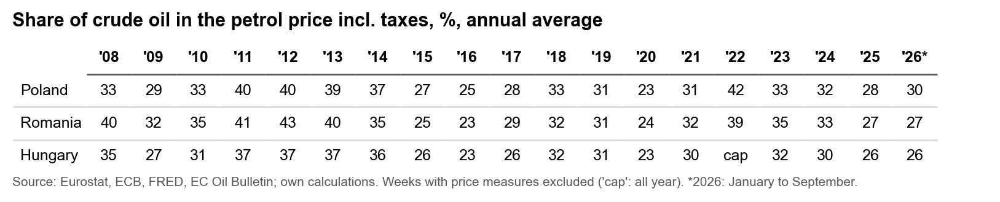 Share of crude oil in the petrol price incl. taxes, %, annual average
'08 '09 '10 '11 '12 '13 '14 '15 '16 '17 '18 '19 '20 '21 '22 '23 '24 '25 '26*
Poland 33 29 33 40 40 39 37 27 25 28 33 31 23 31 42 33 32 28 30
Romania 40 32 35 41 43 40 35 25 23 29 32 31 24 32 39 35 33 27 27
Hungary 35 27 31 37 37 37 36 26 23 26 32 31 23 30 cap 32 30 26 26
Source: Eurostat, ECB, FRED, EC Oil Bulletin; own calculations. Weeks with price measures excluded ('cap': all year). *2026: January to September.